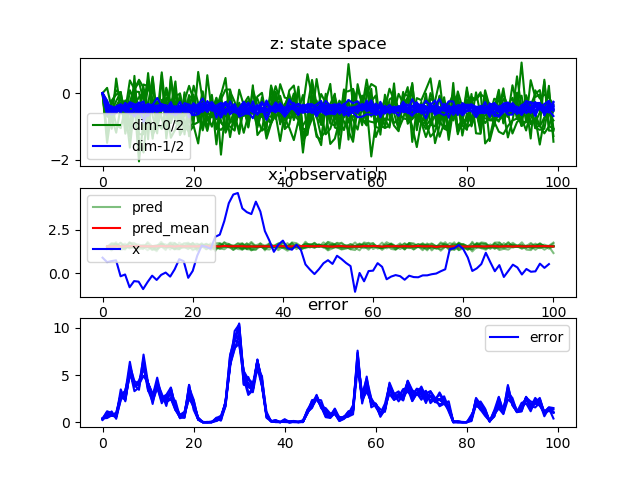 z: state space
0
−2
dim-0/2
dim-1/2
0 20 40 60 80 100
x: observation
2.5
0.0
pred
pred_mean
x
0 20 40 60 80 100
error
10
5
0
error
0 20 40 60 80 100